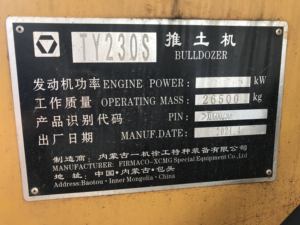 TY230S 推土机
BULLDOZER
发动机功率 ENGINE POWER: kW
工作质量 OPERATING MASS: 26500 kg
产品识别代码 PIN:
出厂日期 MANUF.DATE: 2021.4
制造商: 内蒙古一机徐工特种装备有限公司
MANUFACTURER: FIRMACO-XCMG Special Equipment Co., Ltd
地 址: 中国·内蒙古·包头
Address: Baotou·Inner Mongolia·China